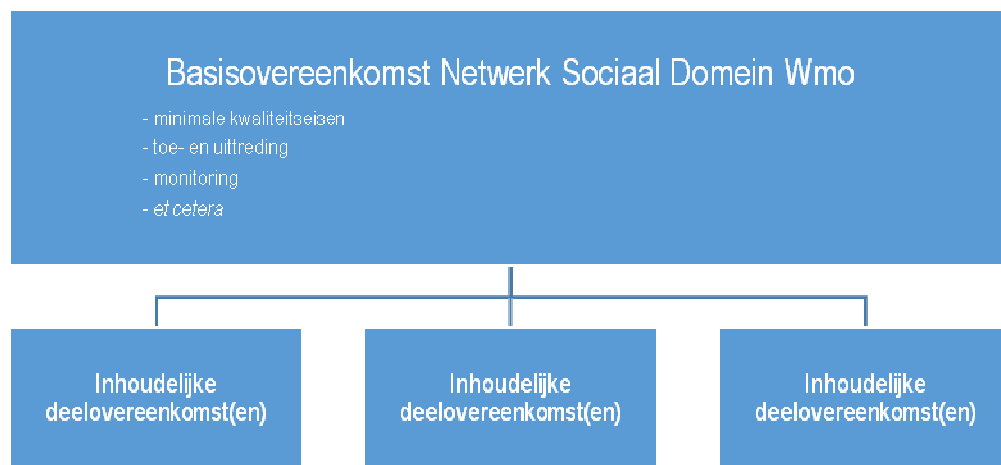 Basisovereenkomst Netwerk Sociaal Domein Wmo
- minimale kwaliteitseisen
- toe- en uittreding
- monitoring
- et cetera
Inhoudelijke
deelovereenkomst(en)
Inhoudelijke
deelovereenkomst(en)
Inhoudelijke
deelovereenkomst(en)